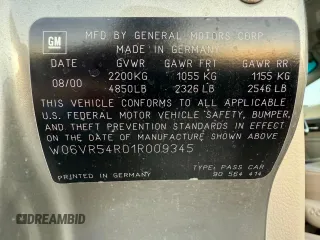 GM
MFD BY GENERAL MOTORS CORP
MADE IN GERMANY
DATE GVWR GAWR FRT GAWR RR
08/00 2200KG 1055 KG 1155 KG
4850LB 2326 LB 2546 LB
THIS VEHICLE CONFORMS TO ALL APPLICABLE
U.S. FEDERAL MOTOR VEHICLE SAFETY, BUMPER,
AND THEFT PREVENTION STANDARDS IN EFFECT
ON THE DATE OF MANUFACTURE SHOWN ABOVE
W06VR54R01R009345
TYPE: PASS CAR
PRINTED IN GERMANY 90 564 414
DREAMBID